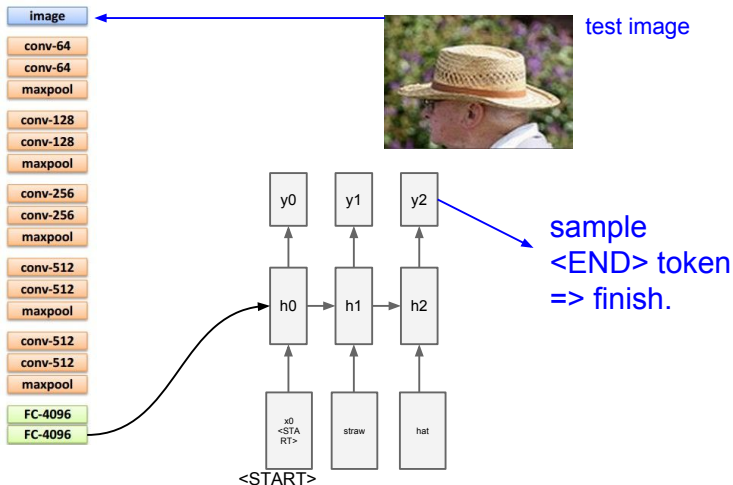 image
conv-64
conv-64
maxpool
conv-128
conv-128
maxpool
conv-256
conv-256
maxpool
conv-512
conv-512
maxpool
conv-512
conv-512
maxpool
FC-4096
FC-4096
test image
y0
y1
y2
h0
h1
h2
x0
<STA
RT>
straw
hat
<START>
sample
<END> token
=> finish.